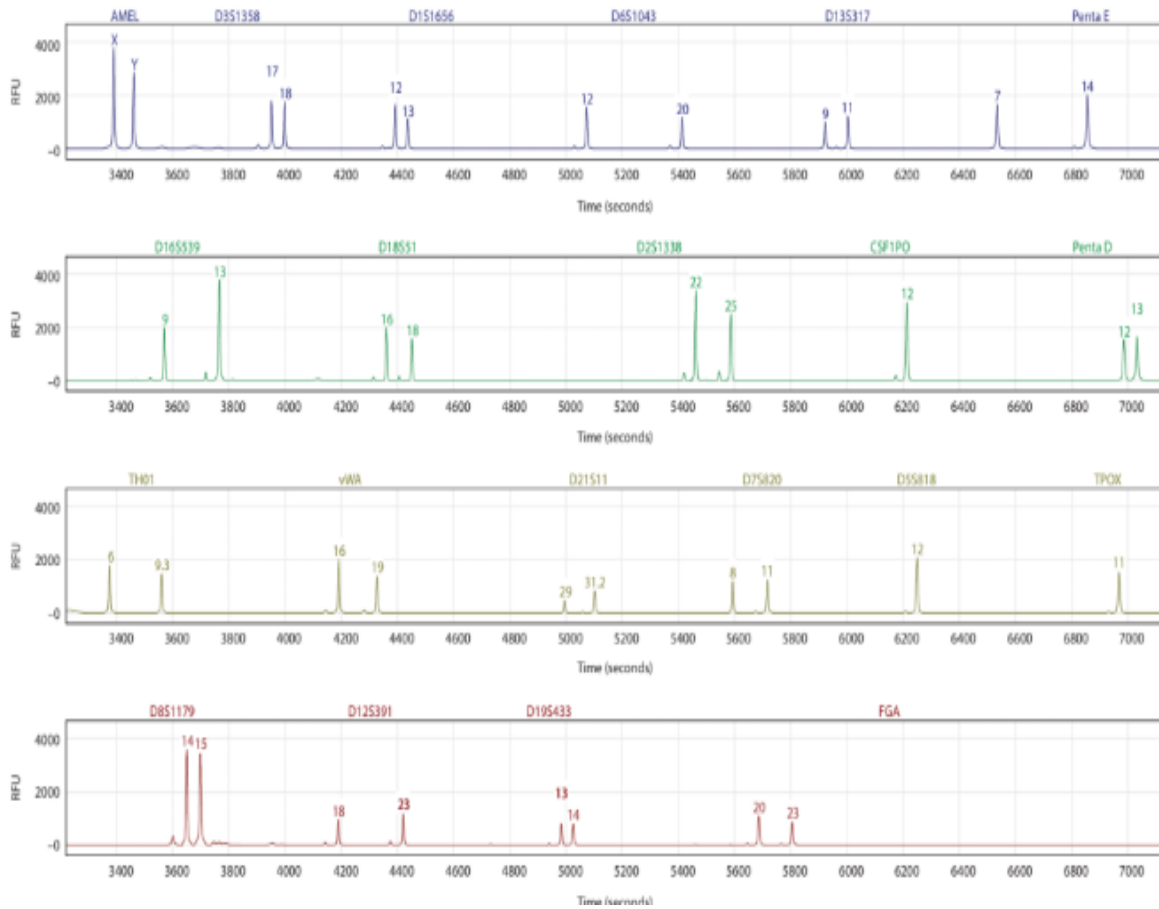 AMEL D3S1358 D1S1656 D6S1043 D13S317 Penta E
4000
2000
~0
RFU
X Y 17 18 12 13 12 20 9 11 7 14
3400 3600 3800 4000 4200 4400 4600 4800 5000 5200 5400 5600 5800 6000 6200 6400 6600 6800 7000
Time (seconds)
D16S539 D18S51 D2S1338 CSF1PO Penta D
4000
2000
~0
RFU
9 13 16 18 22 25 12 12 13
3400 3600 3800 4000 4200 4400 4600 4800 5000 5200 5400 5600 5800 6000 6200 6400 6600 6800 7000
Time (seconds)
TH01 vWA D21S11 D7S820 D5S818 TPOX
4000
2000
~0
RFU
6 9.3 16 19 29 31.2 8 11 12 11
3400 3600 3800 4000 4200 4400 4600 4800 5000 5200 5400 5600 5800 6000 6200 6400 6600 6800 7000
Time (seconds)
D8S1179 D12S391 D19S433 FGA
4000
2000
~0
RFU
14 15 18 23 13 14 20 23
3400 3600 3800 4000 4200 4400 4600 4800 5000 5200 5400 5600 5800 6000 6200 6400 6600 6800 7000
Time (seconds)